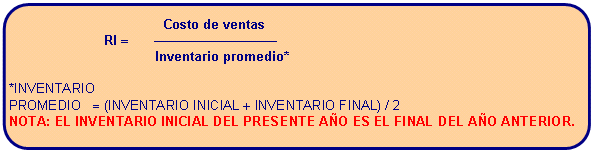 Costo de ventas
RI =
Inventario promedio*
*INVENTARIO
PROMEDIO = (INVENTARIO INICIAL + INVENTARIO FINAL) / 2
NOTA: EL INVENTARIO INICIAL DEL PRESENTE AÑO ES EL FINAL DEL AÑO ANTERIOR.